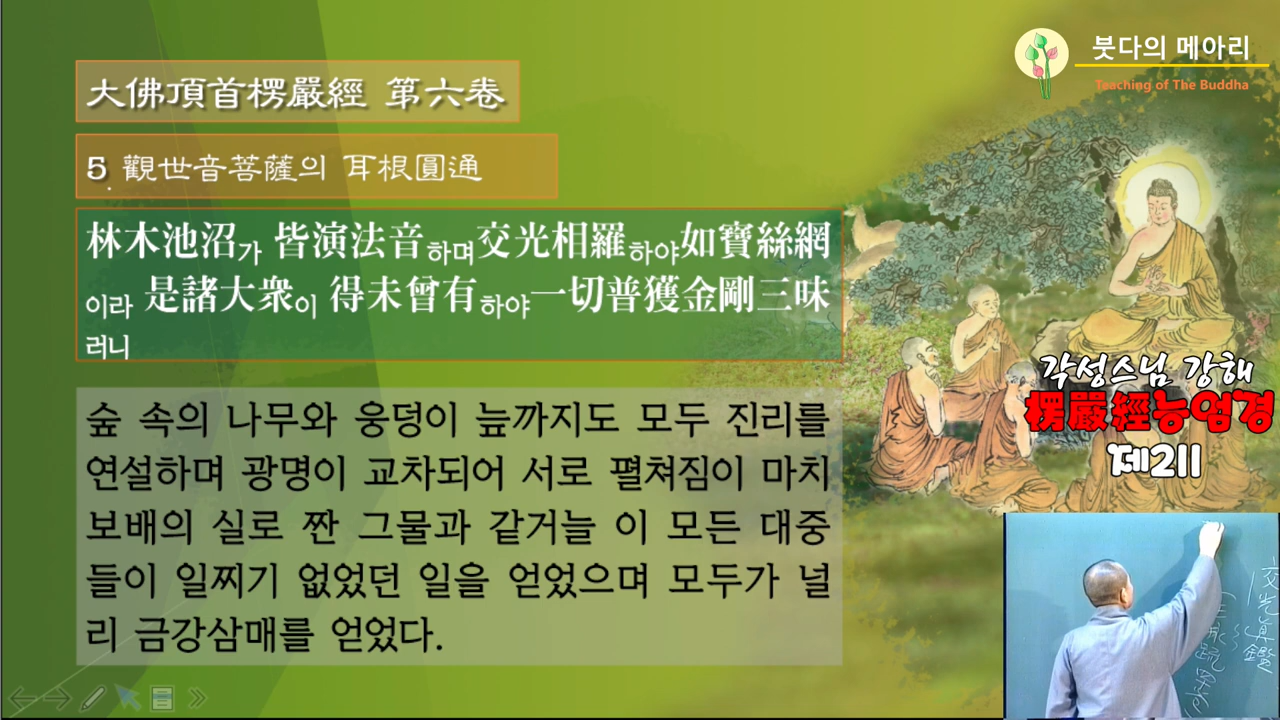 붓다의 메아리
Teaching of The Buddha
大佛頂首楞嚴經 第六卷
5. 觀世音菩薩의 耳根圓通
林木池沼가 皆演法音하며交光相羅하야如寶絲網
이라 是諸大衆이 得未曾有하야一切普獲金剛三昧
러니
숲 속의 나무와 웅덩이 늪까지도 모두 진리를
연설하며 광명이 교차되어 서로 펼쳐짐이 마치
보배의 실로 짠 그물과 같거늘 이 모든 대중
들이 일찌기 없었던 일을 얻었으며 모두가 널
리 금강삼매를 얻었다.
각성스님 강해
楞嚴經능엄경
제211